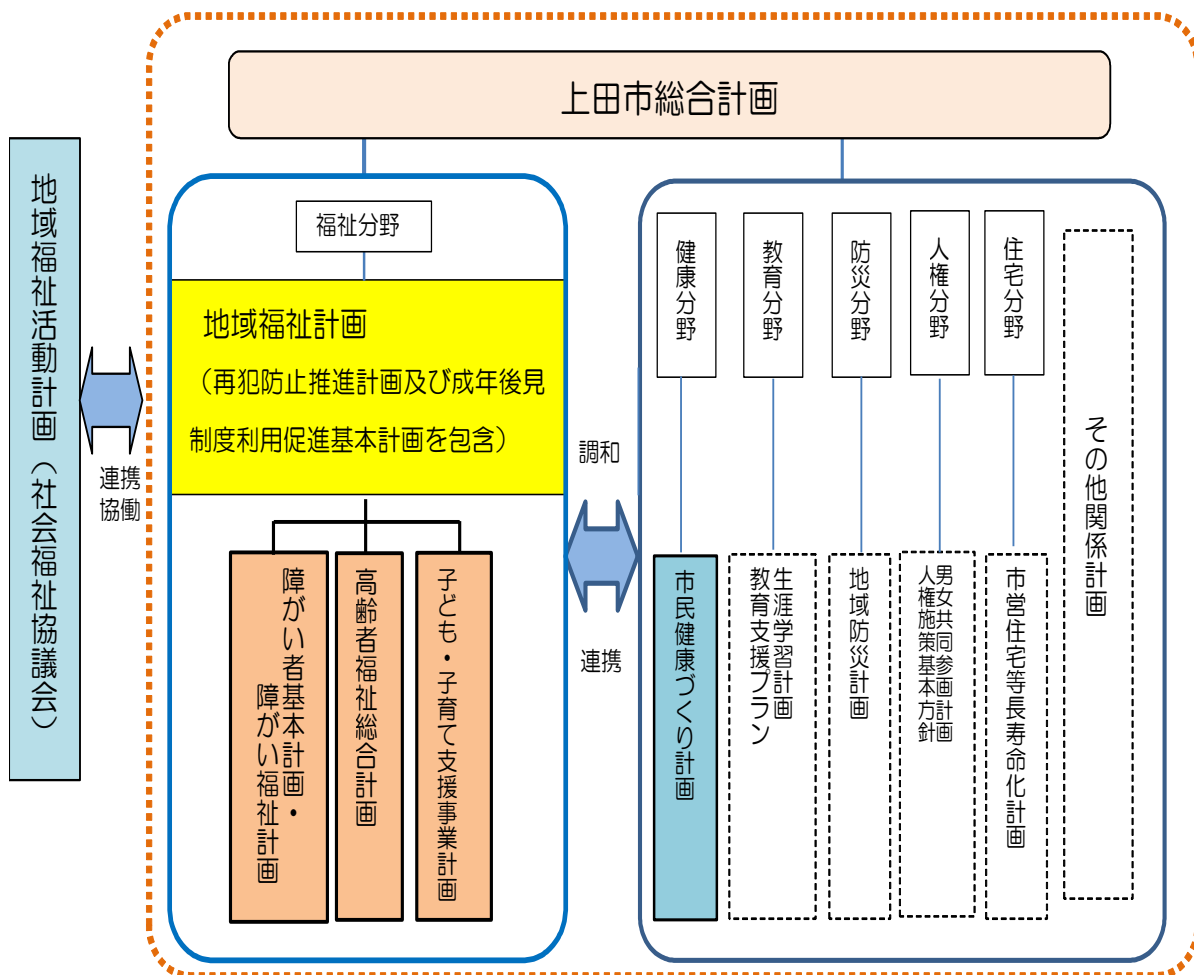 上田市総合計画
地域福祉活動計画（社会福祉協議会）
連携
協働
福祉分野
地域福祉計画
（再犯防止推進計画及び成年後見
制度利用促進基本計画を包含）
障がい者基本計画・
障がい福祉計画
高齢者福祉総合計画
子ども・子育て支援事業計画
調和
連携
健康分野
教育分野
防災分野
人権分野
住宅分野
その他関係計画
市民健康づくり計画
生涯学習計画
教育支援プラン
地域防災計画
男女共同参画計画
人権施策基本方針
市営住宅等長寿命化計画